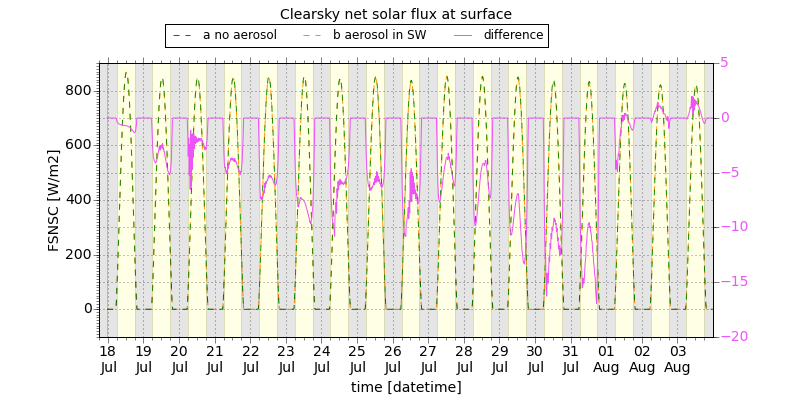 Clearsky net solar flux at surface
a no aerosol b aerosol in SW difference
FSNSC [W/m2]
800
600
400
200
0
5
0
−5
−10
−15
−20
18 19 20 21 22 23 24 25 26 27 28 29 30 31 01 02 03
Jul Jul Jul Jul Jul Jul Jul Jul Jul Jul Jul Jul Jul Jul Aug Aug Aug
time [datetime]